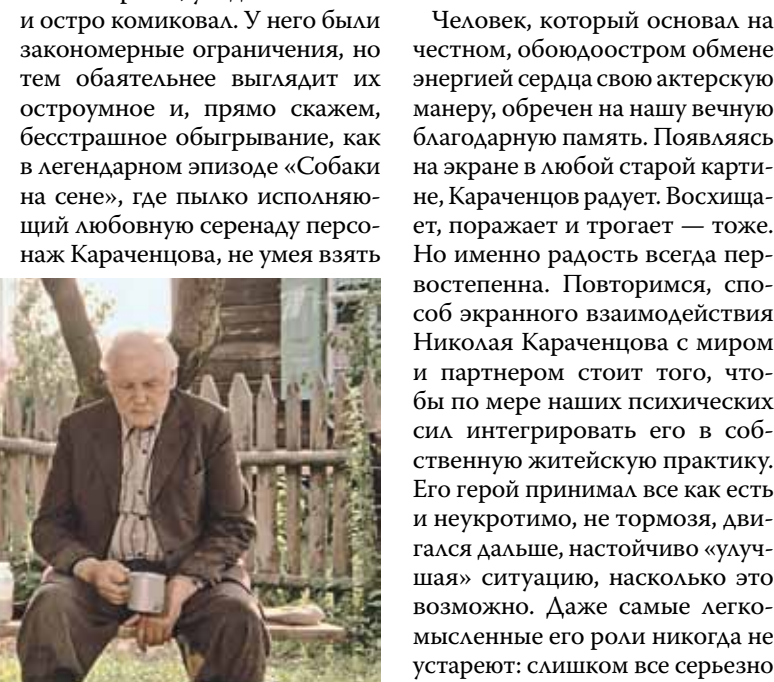 и остро комиковал. У него были
закономерные ограничения, но
тем обаятельнее выглядит их
остроумное и, прямо скажем,
бесстрашное обыгрывание, как
в легендарном эпизоде «Собаки
на сене», где пылко исполняю-
щий любовную серенаду персо-
наж Караченцова, не умея взять
Человек, который основал на
честном, обоюдоостром обмене
энергией сердца свою актерскую
манеру, обречен на нашу вечную
благодарную память. Появляясь
на экране в любой старой карти-
не, Караченцов радует. Восхища-
ет, поражает и трогает — тоже.
Но именно радость всегда пер-
востепенна. Повторимся, спо-
соб экранного взаимодействия
Николая Караченцова с миром
и партнером стоит того, что-
бы по мере наших психических
сил интегрировать его в соб-
ственную житейскую практику.
Его герой принимал все как есть
и неукротимо, не тормозя, дви-
гался дальше, настойчиво «улуч-
шая» ситуацию, насколько это
возможно. Даже самые легко-
мысленные его роли никогда не
устареют: слишком все серьезно